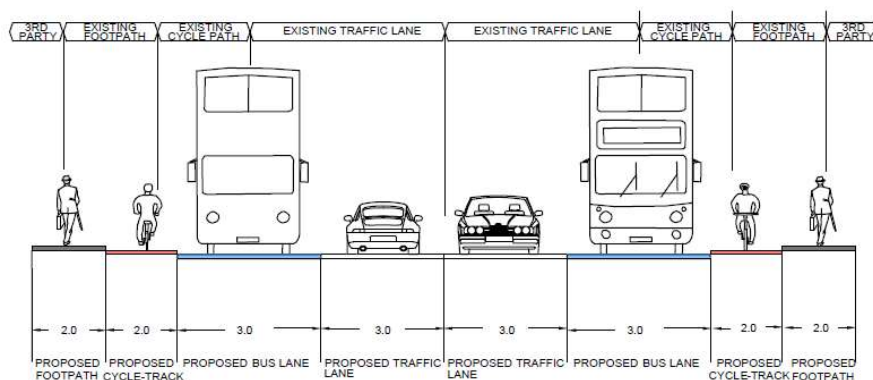 3RD PARTY
EXISTING FOOTPATH
EXISTING CYCLE PATH
EXISTING TRAFFIC LANE
EXISTING TRAFFIC LANE
EXISTING CYCLE PATH
EXISTING FOOTPATH
3RD PARTY
2.0
2.0
3.0
3.0
3.0
3.0
2.0
2.0
PROPOSED FOOTPATH
PROPOSED CYCLE-TRACK
PROPOSED BUS LANE
PROPOSED TRAFFIC LANE
PROPOSED TRAFFIC LANE
PROPOSED BUS LANE
PROPOSED CYCLE-TRACK
PROPOSED FOOTPATH